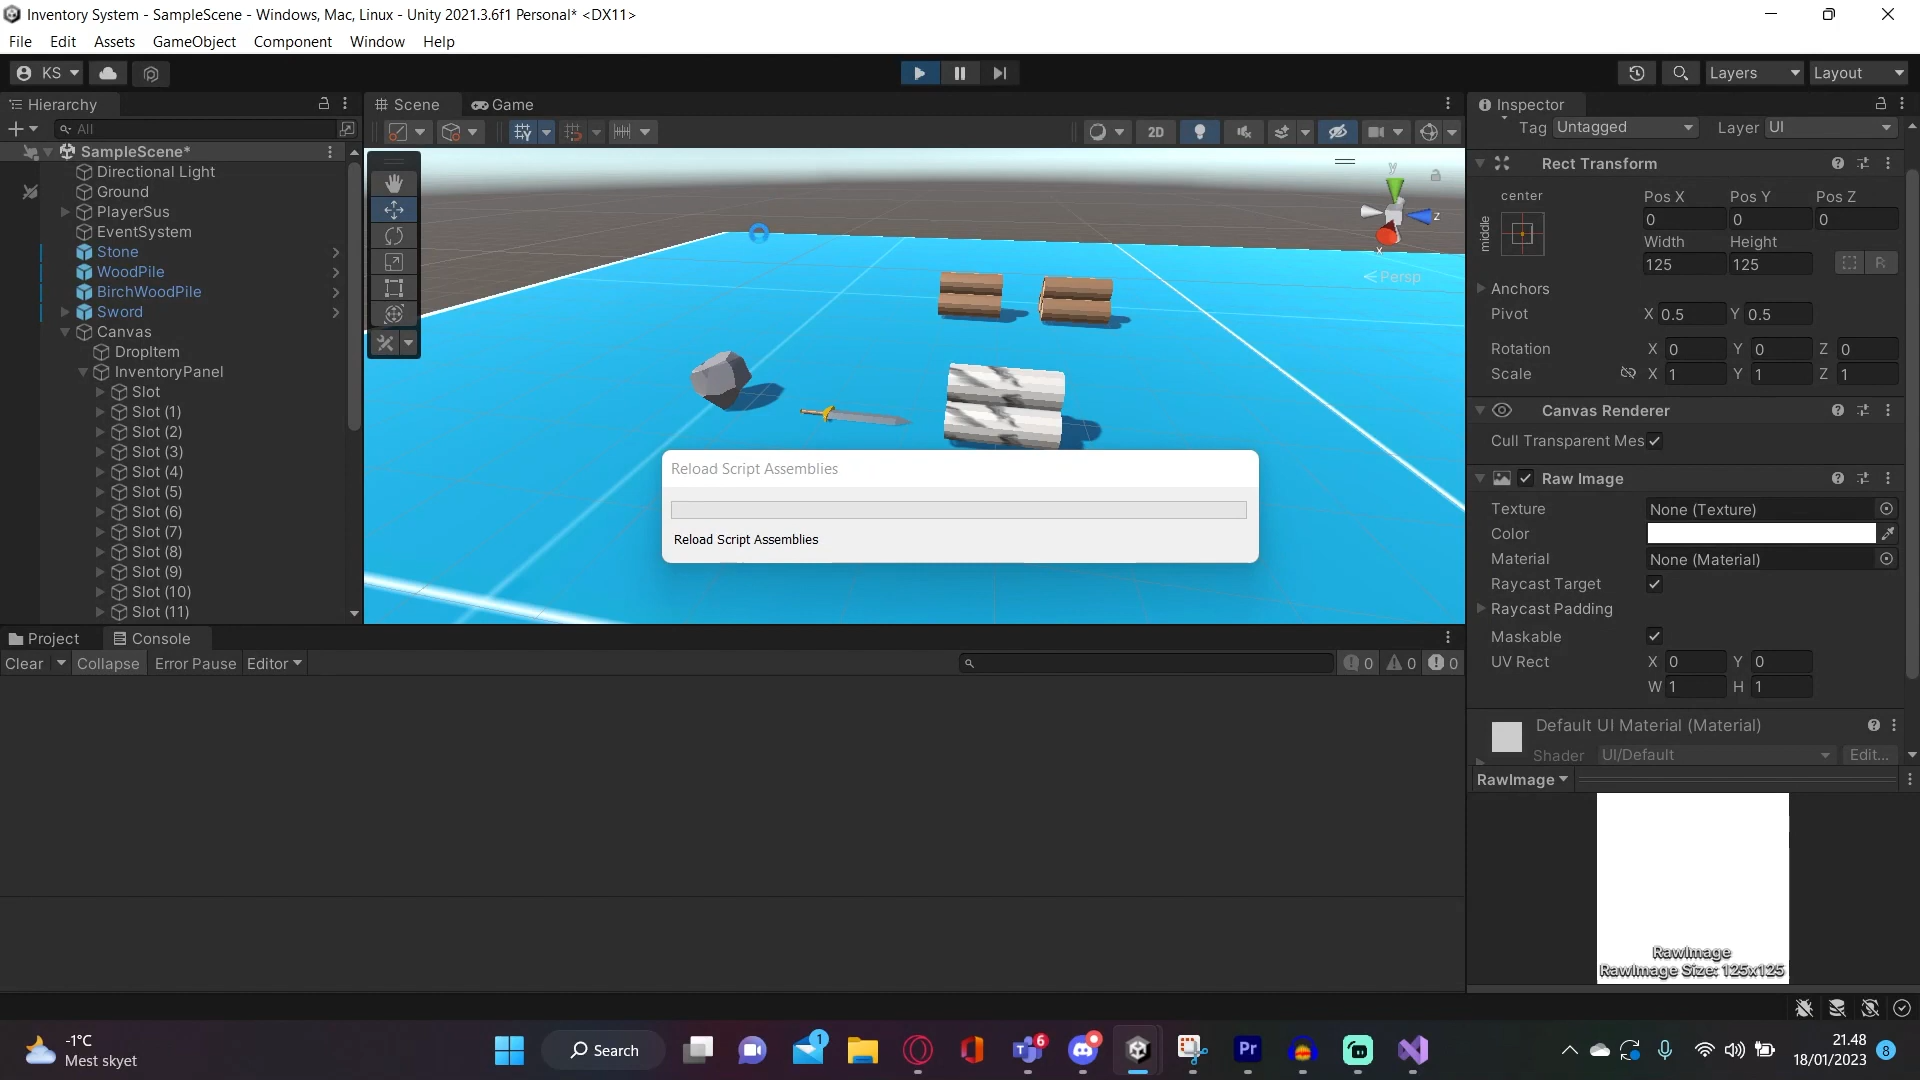 Inventory System - SampleScene - Windows, Mac, Linux - Unity 2021.3.6f1 Personal* <DX11>
File Edit Assets GameObject Component Window Help
KS Layers Layout
Hierarchy Scene Game Inspector
All 2D Tag Untagged Layer UI
SampleScene*
Directional Light
Ground
PlayerSus
EventSystem
Stone
WoodPile
BirchWoodPile
Sword
Canvas
DropItem
InventoryPanel
Slot
Slot (1)
Slot (2)
Slot (3)
Slot (4)
Slot (5)
Slot (6)
Slot (7)
Slot (8)
Slot (9)
Slot (10)
Slot (11)
y
z
x
Persp
Reload Script Assemblies
Reload Script Assemblies
Rect Transform
center
middle
Pos X Pos Y Pos Z
0 0 0
Width Height
125 125 R
Anchors
Pivot X 0.5 Y 0.5
Rotation X 0 Y 0 Z 0
Scale X 1 Y 1 Z 1
Canvas Renderer
Cull Transparent Mes
Raw Image
Texture None (Texture)
Color
Material None (Material)
Raycast Target
Raycast Padding
Maskable
UV Rect X 0 Y 0
W 1 H 1
Default UI Material (Material)
Shader UI/Default Edit...
RawImage
RawImage
RawImage Size: 125x125
Project Console
Clear Collapse Error Pause Editor 0 0 0
-1°C
Mest skyet
Search
1
6
Pr
21.48
18/01/2023
8